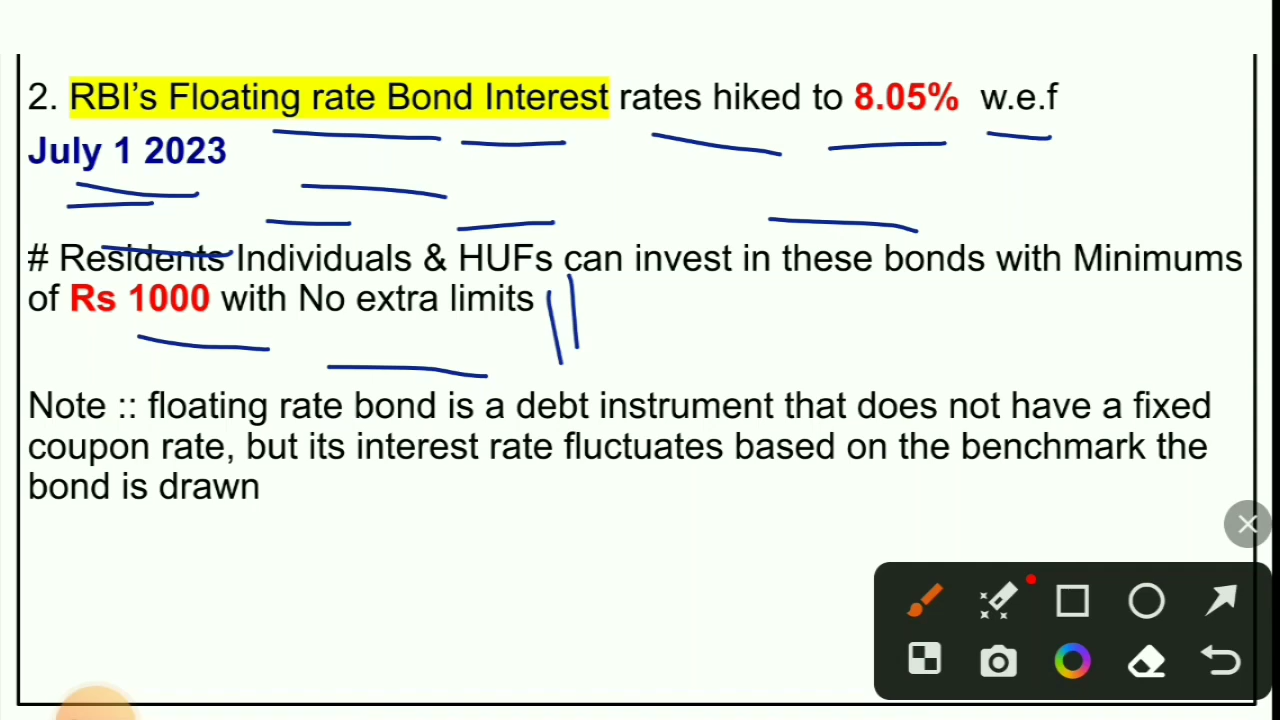 2. RBI's Floating rate Bond Interest rates hiked to 8.05% w.e.f
July 1 2023
# Residents Individuals & HUFs can invest in these bonds with Minimums
of Rs 1000 with No extra limits
Note :: floating rate bond is a debt instrument that does not have a fixed
coupon rate, but its interest rate fluctuates based on the benchmark the
bond is drawn